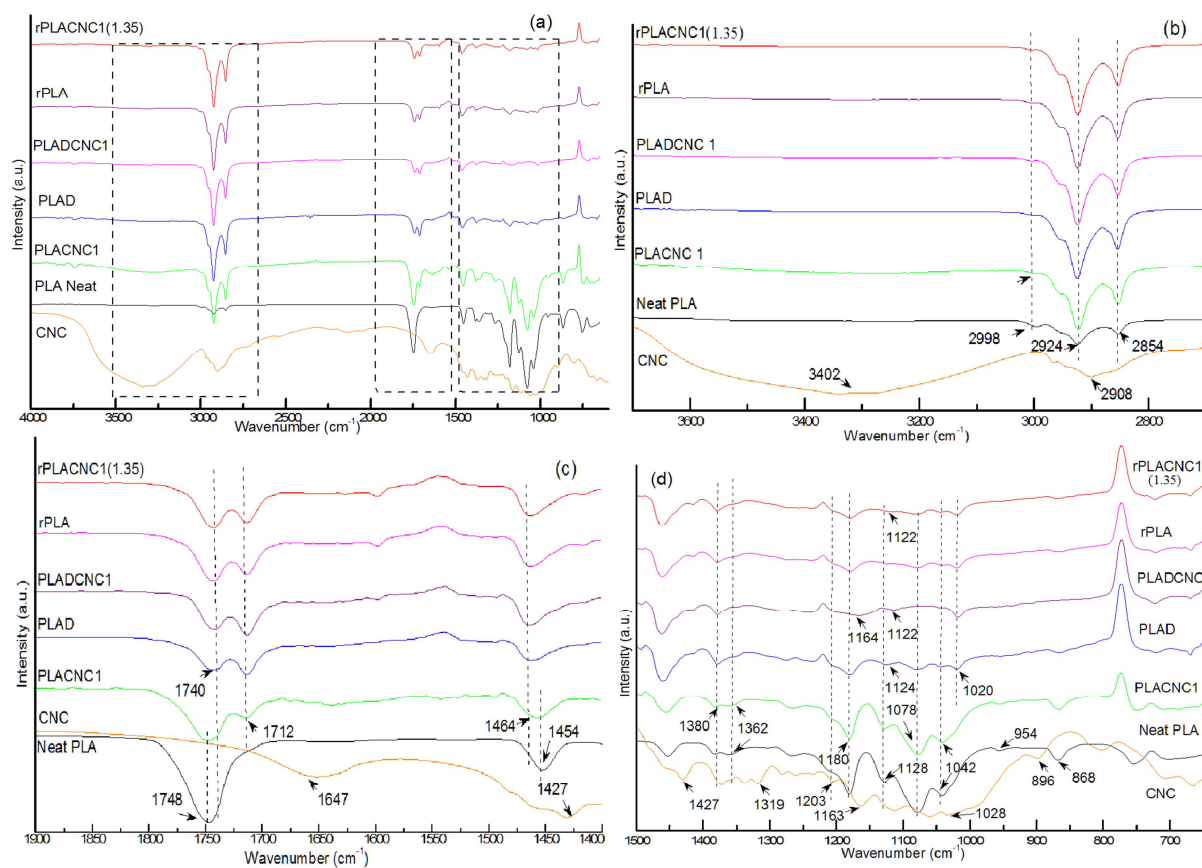 (a)
rPLACNC1(1.35)
rPLA
PLADCNC1
PLAD
PLACNC1
PLA Neat
CNC
Intensity (a.u.)
4000 3500 3000 2500 2000 1500 1000
Wavenumber (cm⁻¹)
(b)
rPLACNC1(1.35)
rPLA
PLADCNC 1
PLAD
PLACNC 1
Neat PLA
CNC
2998
2924
2854
3402
2908
Intensity (a.u.)
3600 3400 3200 3000 2800
Wavenumber (cm⁻¹)
(c)
rPLACNC1(1.35)
rPLA
PLADCNC1
PLAD
1740
PLACNC1
1712
1464
1454
CNC
Neat PLA
1748
1647
1427
Intensity (a.u.)
1900 1850 1800 1750 1700 1650 1600 1550 1500 1450 1400
Wavenumber (cm⁻¹)
(d)
rPLACNC1
(1.35)
1122
rPLA
PLADCNC
1164
1122
PLAD
1124
1020
1078
PLACNC1
1380
1362
1180
1128
1042
954
Neat PLA
1427
1319
1203
1163
1028
896
868
CNC
Intensity (a.u.)
1500 1400 1300 1200 1100 1000 900 800 700
Wavenumber (cm⁻¹)